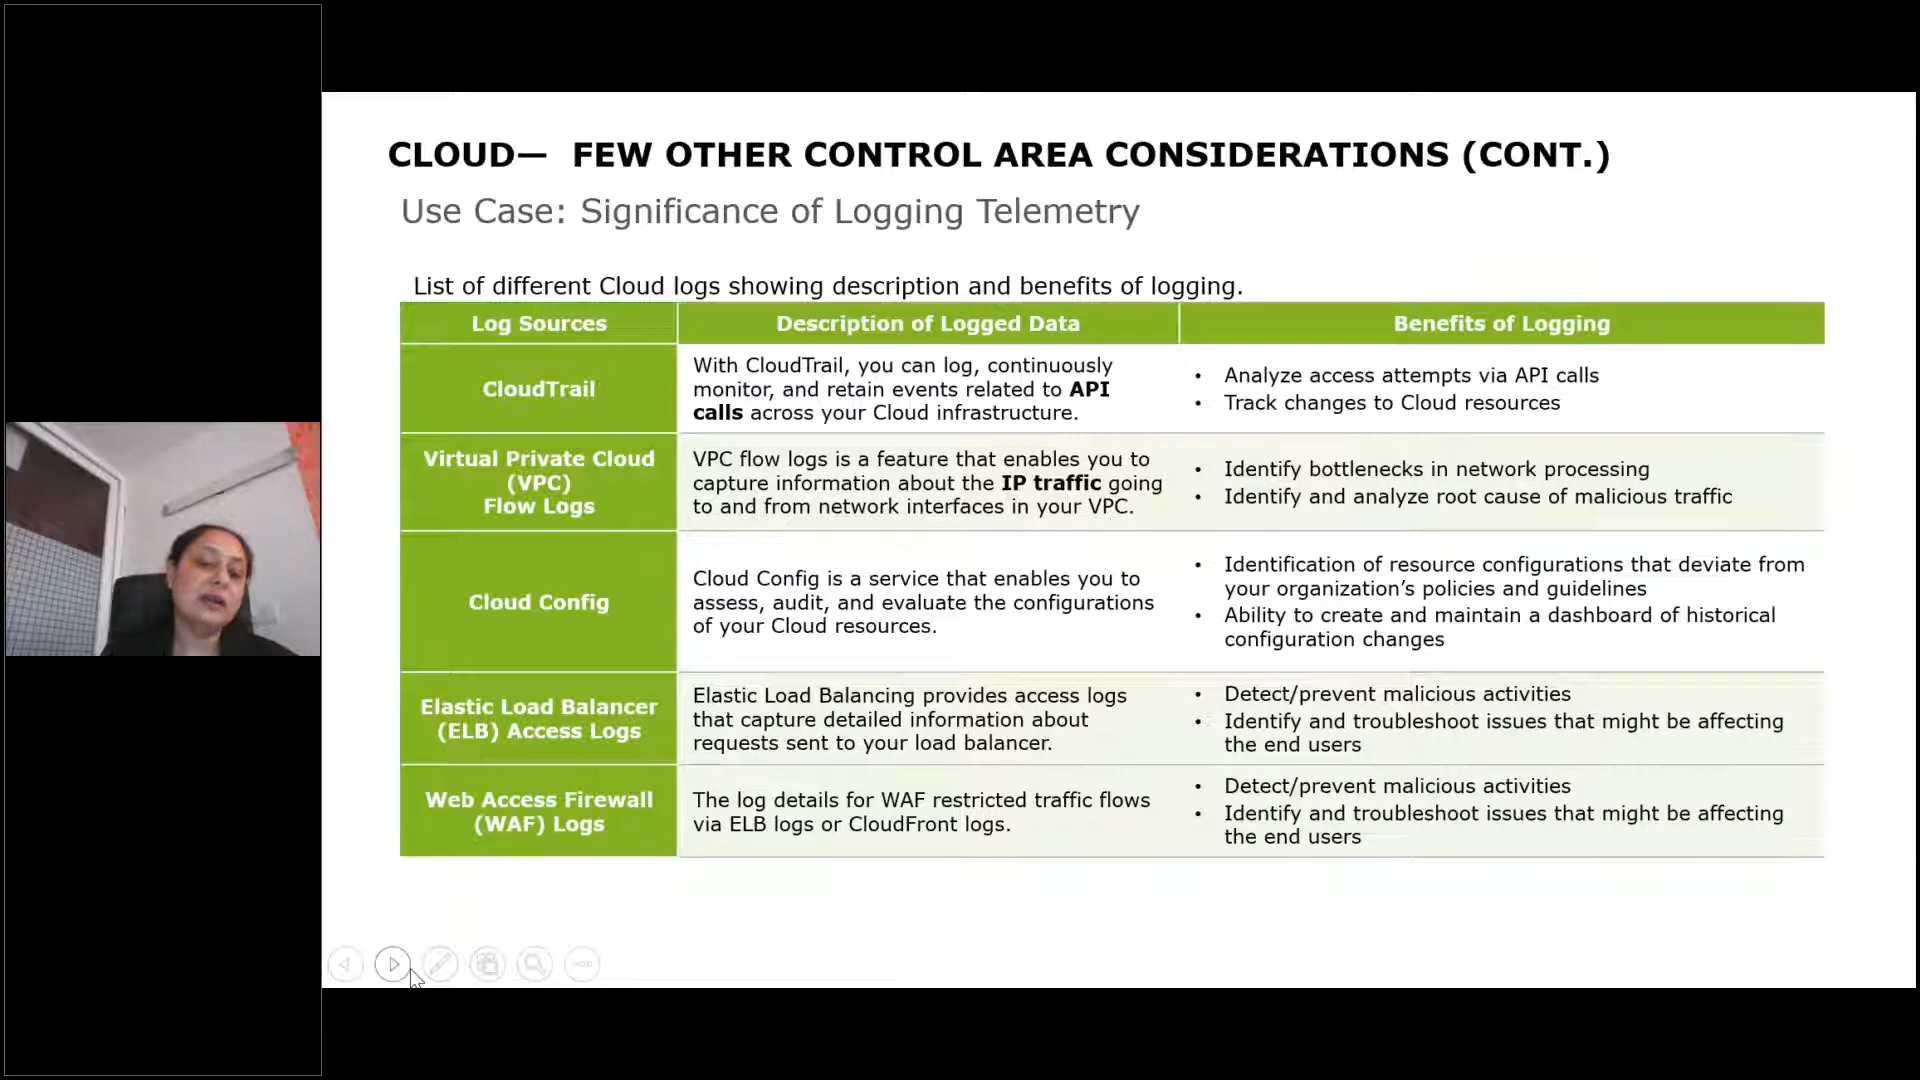 CLOUD— FEW OTHER CONTROL AREA CONSIDERATIONS (CONT.)
Use Case: Significance of Logging Telemetry
List of different Cloud logs showing description and benefits of logging.
Log Sources
Description of Logged Data
Benefits of Logging
CloudTrail
With CloudTrail, you can log, continuously
monitor, and retain events related to API
calls across your Cloud infrastructure.
• Analyze access attempts via API calls
• Track changes to Cloud resources
Virtual Private Cloud
(VPC)
Flow Logs
VPC flow logs is a feature that enables you to
capture information about the IP traffic going
to and from network interfaces in your VPC.
• Identify bottlenecks in network processing
• Identify and analyze root cause of malicious traffic
Cloud Config
Cloud Config is a service that enables you to
assess, audit, and evaluate the configurations
of your Cloud resources.
• Identification of resource configurations that deviate from
your organization’s policies and guidelines
• Ability to create and maintain a dashboard of historical
configuration changes
Elastic Load Balancer
(ELB) Access Logs
Elastic Load Balancing provides access logs
that capture detailed information about
requests sent to your load balancer.
• Detect/prevent malicious activities
• Identify and troubleshoot issues that might be affecting
the end users
Web Access Firewall
(WAF) Logs
The log details for WAF restricted traffic flows
via ELB logs or CloudFront logs.
• Detect/prevent malicious activities
• Identify and troubleshoot issues that might be affecting
the end users